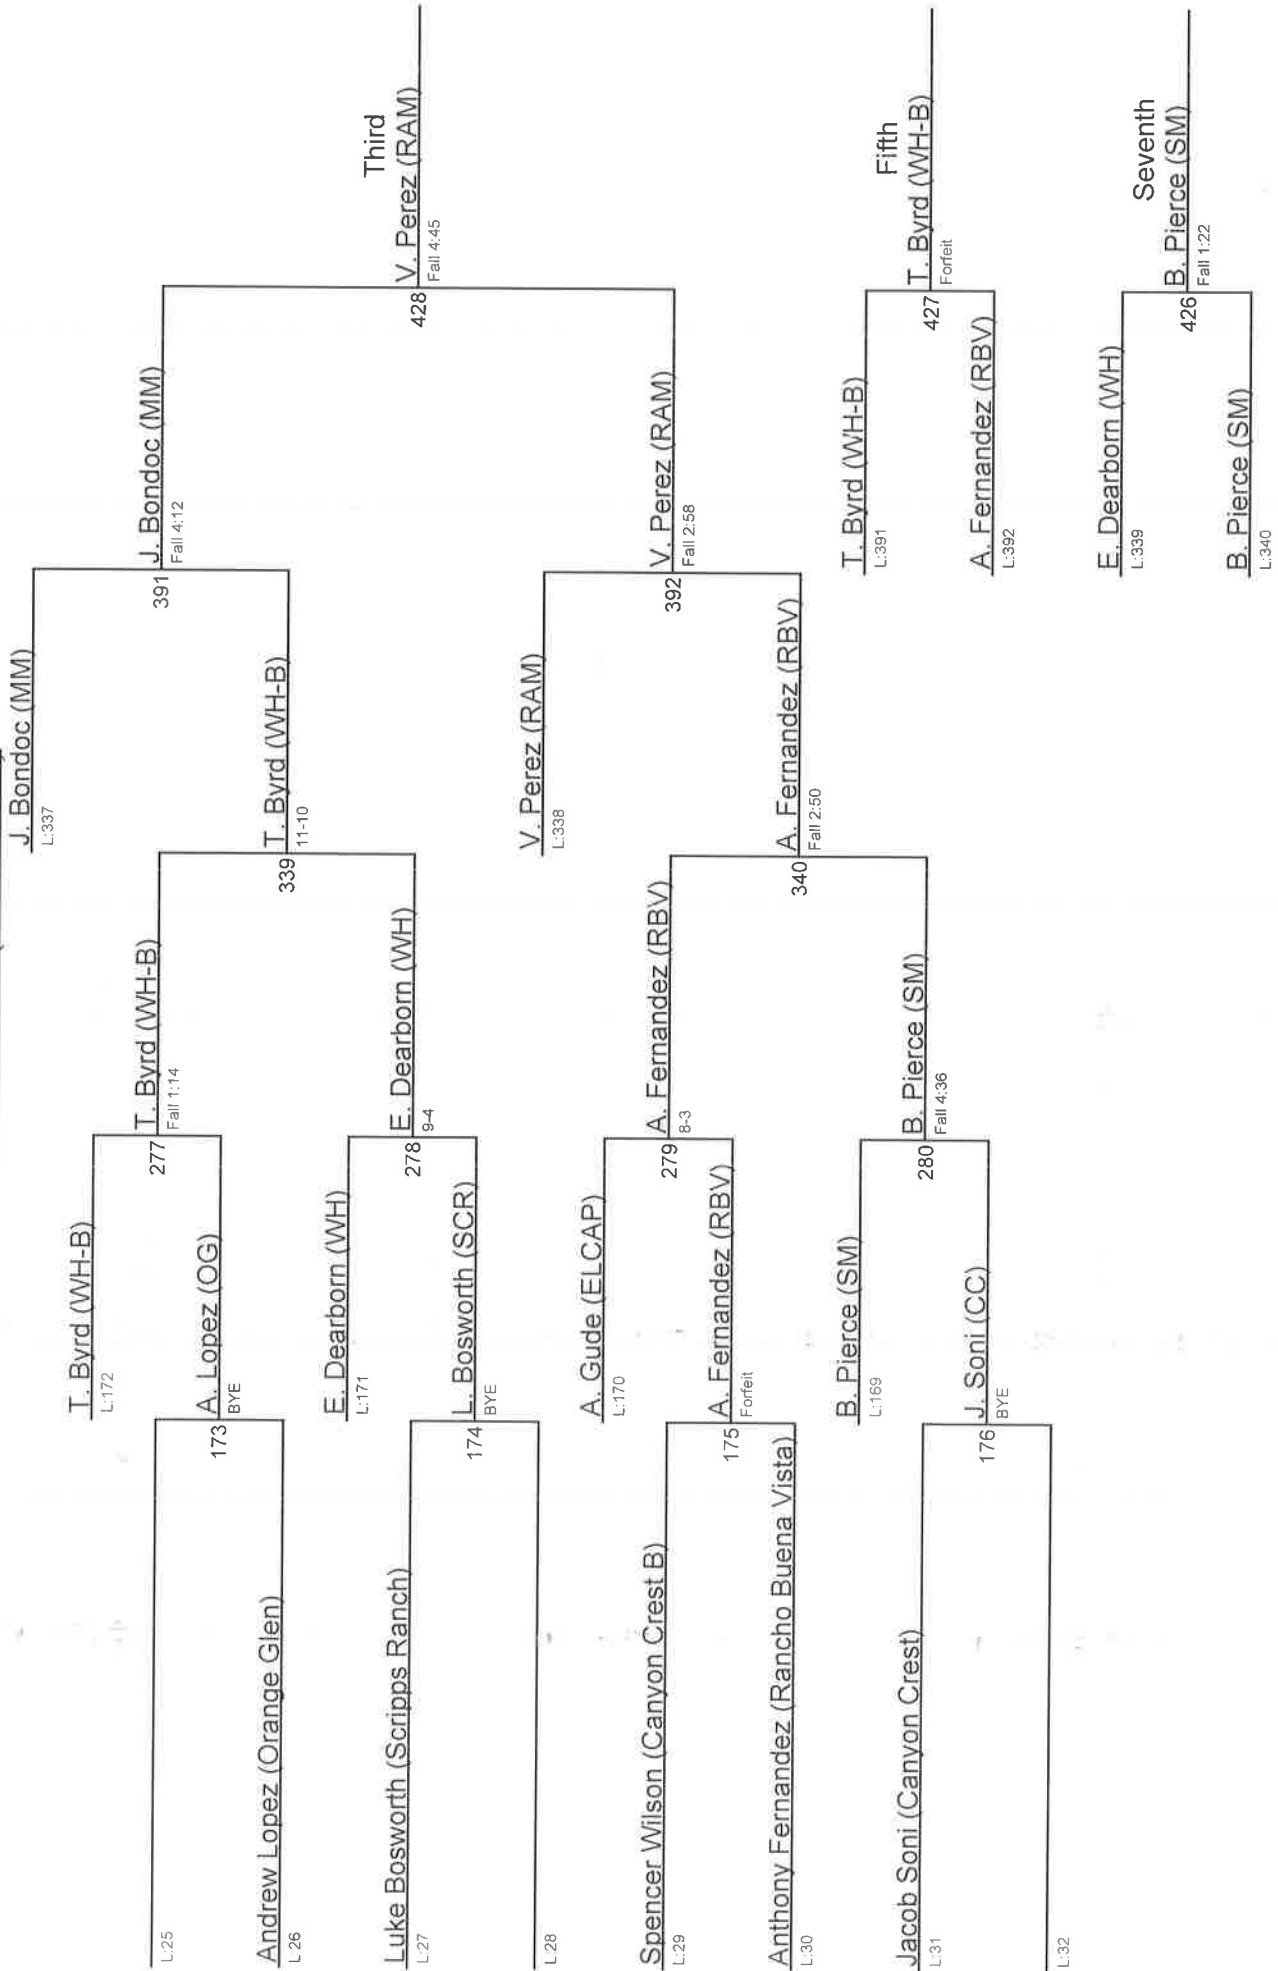 L:25
Andrew Lopez (Orange Glen)
L 26
Luke Bosworth (Scripps Ranch)
L:27
L:28
Spencer Wilson (Canyon Crest B)
L:29
Anthony Fernandez (Rancho Buena Vista)
L:30
Jacob Soni (Canyon Crest)
L:31
L:32
T. Byrd (WH-B)
L:172
173
A. Lopez (OG)
BYE
E. Dearborn (WH)
L:171
174
L. Bosworth (SCR)
BYE
A. Gude (ELCAP)
L:170
175
A. Fernandez (RBV)
Forfeit
B. Pierce (SM)
L:169
176
J. Soni (CC)
BYE
277
T. Byrd (WH-B)
Fall 1:14
278
E. Dearborn (WH)
9-4
279
A. Fernandez (RBV)
8-3
280
B. Pierce (SM)
Fall 4:36
J. Bondoc (MM)
L:337
339
T. Byrd (WH-B)
11-10
V. Perez (RAM)
L:338
340
A. Fernandez (RBV)
Fall 2:50
391
J. Bondoc (MM)
Fall 4:12
392
V. Perez (RAM)
Fall 2:58
Third
428
V. Perez (RAM)
Fall 4:45
T. Byrd (WH-B)
L:391
A. Fernandez (RBV)
L:392
Fifth
427
T. Byrd (WH-B)
Forfeit
E. Dearborn (WH)
L:339
B. Pierce (SM)
L:340
Seventh
426
B. Pierce (SM)
Fall 1:22